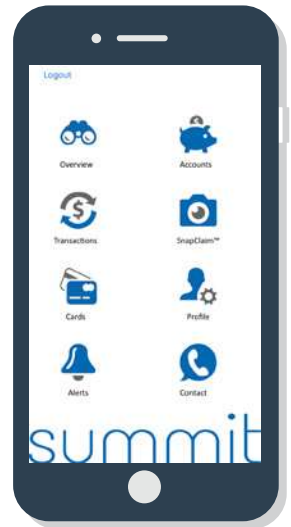 Logout
Overview
Accounts
Transactions
SnapClaim™
Cards
Profile
Alerts
Contact
summit